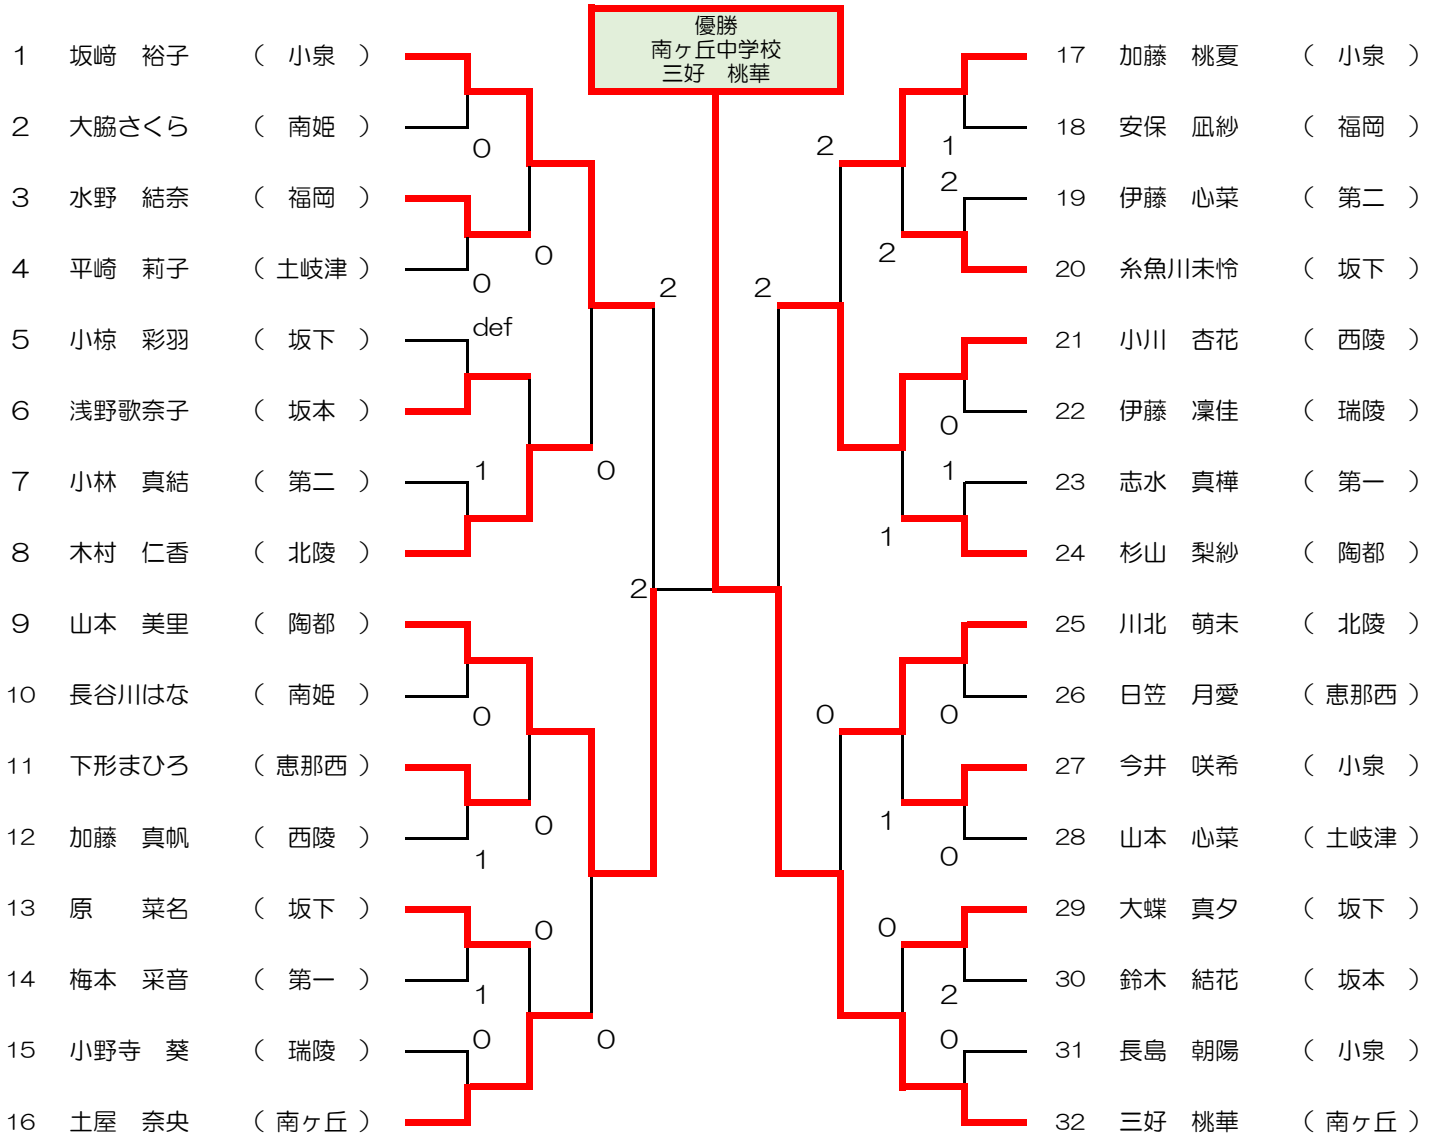 優勝
南ヶ丘中学校
三好 桃華
1 坂﨑 裕子 ( 小泉 )
2 大脇さくら ( 南姫 )
0
3 水野 結奈 ( 福岡 )
0
4 平崎 莉子 ( 土岐津 )
0
2
def
5 小椋 彩羽 ( 坂下 )
6 浅野歌奈子 ( 坂本 )
1
0
7 小林 真結 ( 第二 )
8 木村 仁香 ( 北陵 )
2
9 山本 美里 ( 陶都 )
10 長谷川はな ( 南姫 )
0
11 下形まひろ ( 恵那西 )
0
12 加藤 真帆 ( 西陵 )
1
13 原 菜名 ( 坂下 )
0
14 梅本 采音 ( 第一 )
1
0
0
15 小野寺 葵 ( 瑞陵 )
16 土屋 奈央 ( 南ヶ丘 )
17 加藤 桃夏 ( 小泉 )
18 安保 凪紗 ( 福岡 )
2
1
2
19 伊藤 心菜 ( 第二 )
2
20 糸魚川未怜 ( 坂下 )
2
21 小川 杏花 ( 西陵 )
22 伊藤 凜佳 ( 瑞陵 )
0
1
23 志水 真樺 ( 第一 )
1
24 杉山 梨紗 ( 陶都 )
25 川北 萌未 ( 北陵 )
26 日笠 月愛 ( 恵那西 )
0
0
27 今井 咲希 ( 小泉 )
1
28 山本 心菜 ( 土岐津 )
0
29 大蝶 真夕 ( 坂下 )
0
30 鈴木 結花 ( 坂本 )
2
0
31 長島 朝陽 ( 小泉 )
32 三好 桃華 ( 南ヶ丘 )